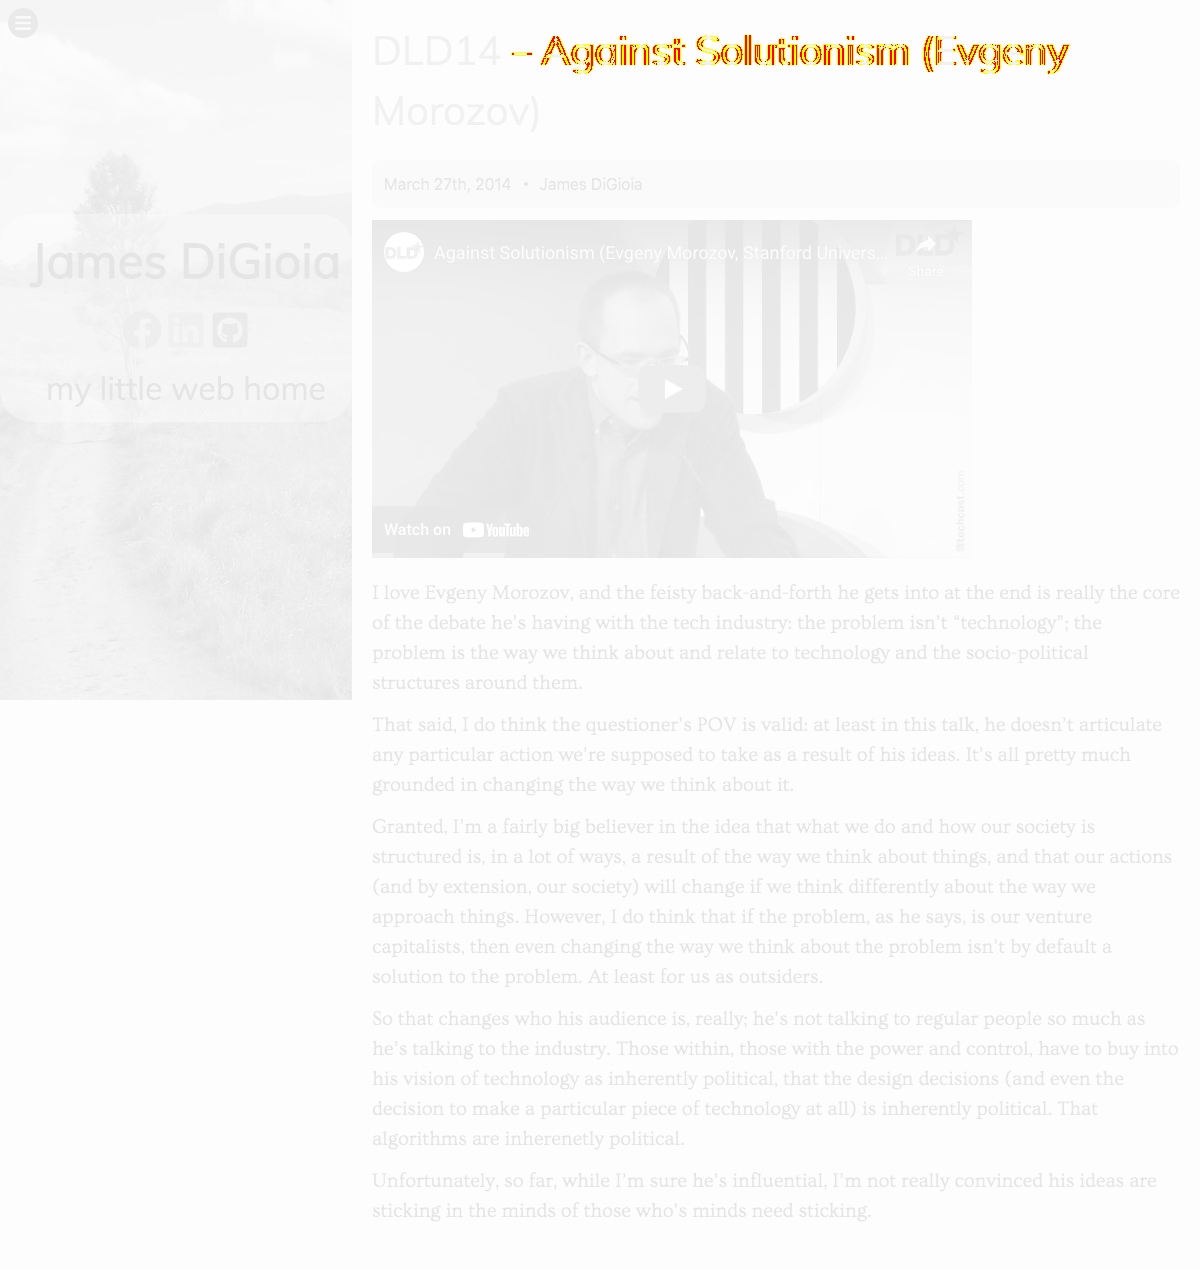 DLD14 – Against Solutionism (Evgeny
Morozov)
March 27th, 2014 • James DiGioia
James DiGioia
my little web home
DLD Against Solutionism (Evgeny Morozov, Stanford Univers...
DLD
Share
@techcast.com
Watch on YouTube
I love Evgeny Morozov, and the feisty back-and-forth he gets into at the end is really the core
of the debate he's having with the tech industry: the problem isn't “technology”; the
problem is the way we think about and relate to technology and the socio-political
structures around them.
That said, I do think the questioner's POV is valid: at least in this talk, he doesn't articulate
any particular action we're supposed to take as a result of his ideas. It's all pretty much
grounded in changing the way we think about it.
Granted, I'm a fairly big believer in the idea that what we do and how our society is
structured is, in a lot of ways, a result of the way we think about things, and that our actions
(and by extension, our society) will change if we think differently about the way we
approach things. However, I do think that if the problem, as he says, is our venture
capitalists, then even changing the way we think about the problem isn't by default a
solution to the problem. At least for us as outsiders.
So that changes who his audience is, really; he's not talking to regular people so much as
he's talking to the industry. Those within, those with the power and control, have to buy into
his vision of technology as inherently political, that the design decisions (and even the
decision to make a particular piece of technology at all) is inherently political. That
algorithms are inherenetly political.
Unfortunately, so far, while I'm sure he's influential, I'm not really convinced his ideas are
sticking in the minds of those who's minds need sticking.